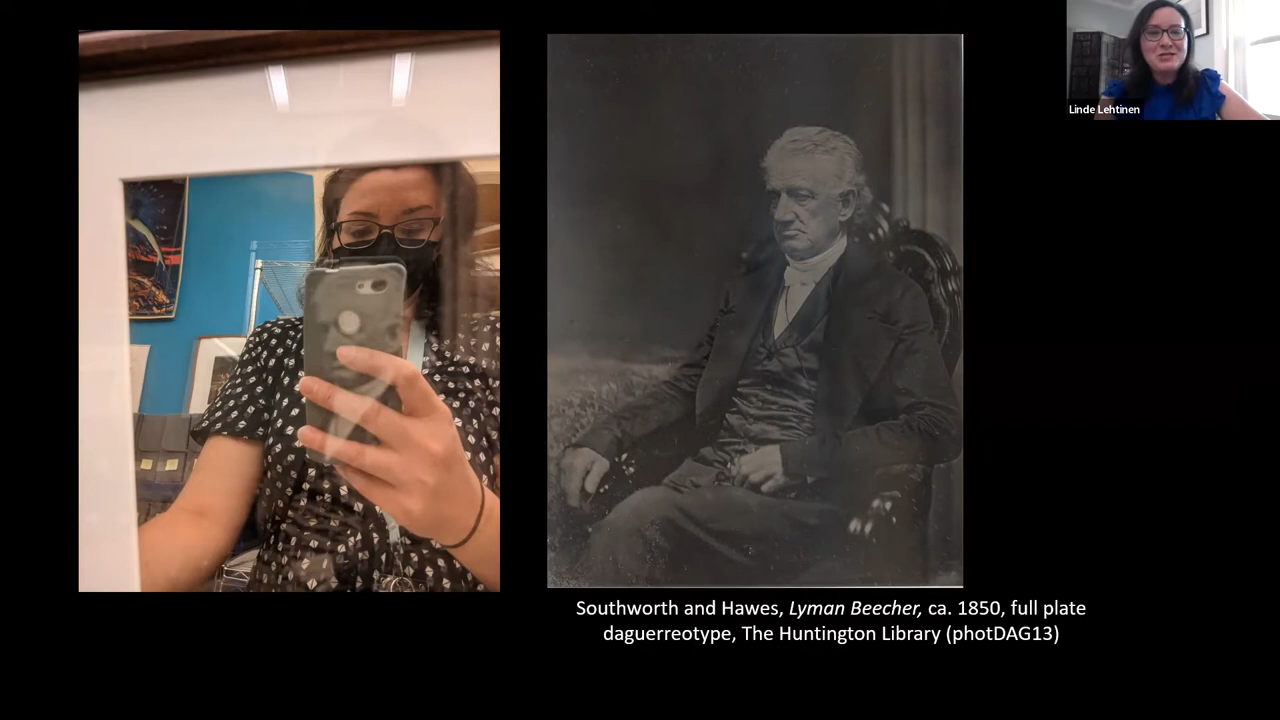 Linde Lehtinen
Southworth and Hawes, Lyman Beecher, ca. 1850, full plate
daguerreotype, The Huntington Library (photDAG13)